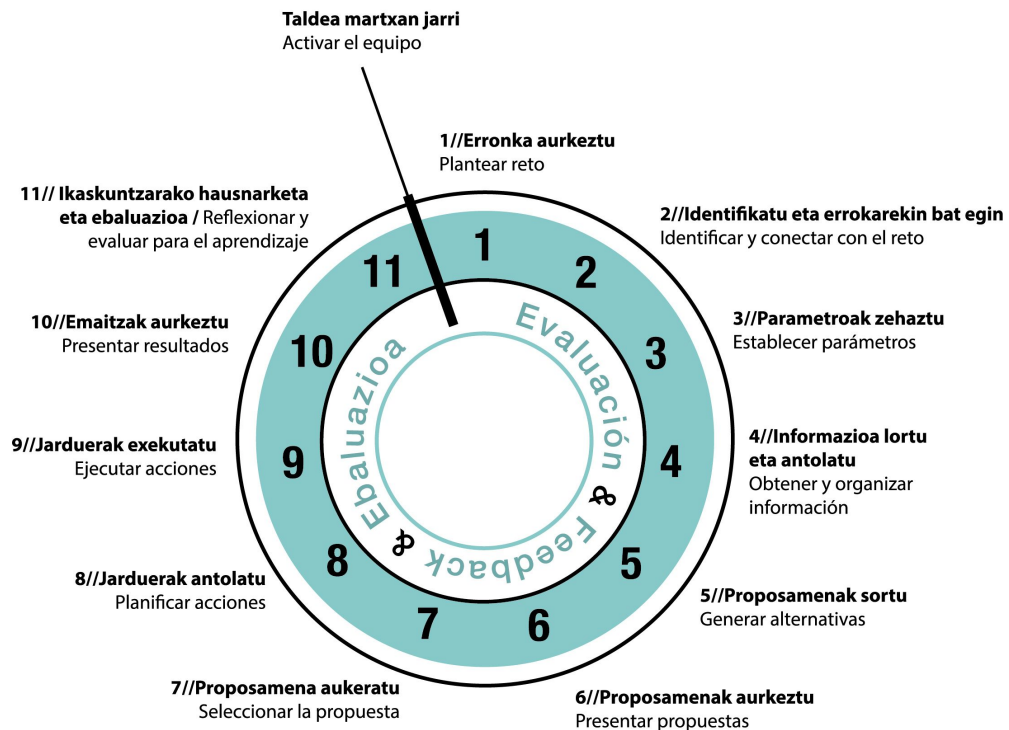 Taldea martxan jarri
Activar el equipo
1//Erronka aurkeztu
Plantear reto
2//Identifikatu eta errokarekin bat egin
Identificar y conectar con el reto
3//Parametroak zehaztu
Establecer parámetros
4//Informazioa lortu
eta antolatu
Obtener y organizar
información
5//Proposamenak sortu
Generar alternativas
6//Proposamenak aurkeztu
Presentar propuestas
7//Proposamena aukeratu
Seleccionar la propuesta
8//Jarduerak antolatu
Planificar acciones
9//Jarduerak exekutatu
Ejecutar acciones
10//Emaitzak aurkeztu
Presentar resultados
11// Ikaskuntzarako hausnarketa
eta ebaluazioa / Reflexionar y
evaluar para el aprendizaje
1
2
3
4
5
6
7
8
9
10
11
Evaluación & Feedback & Ebaluazioa